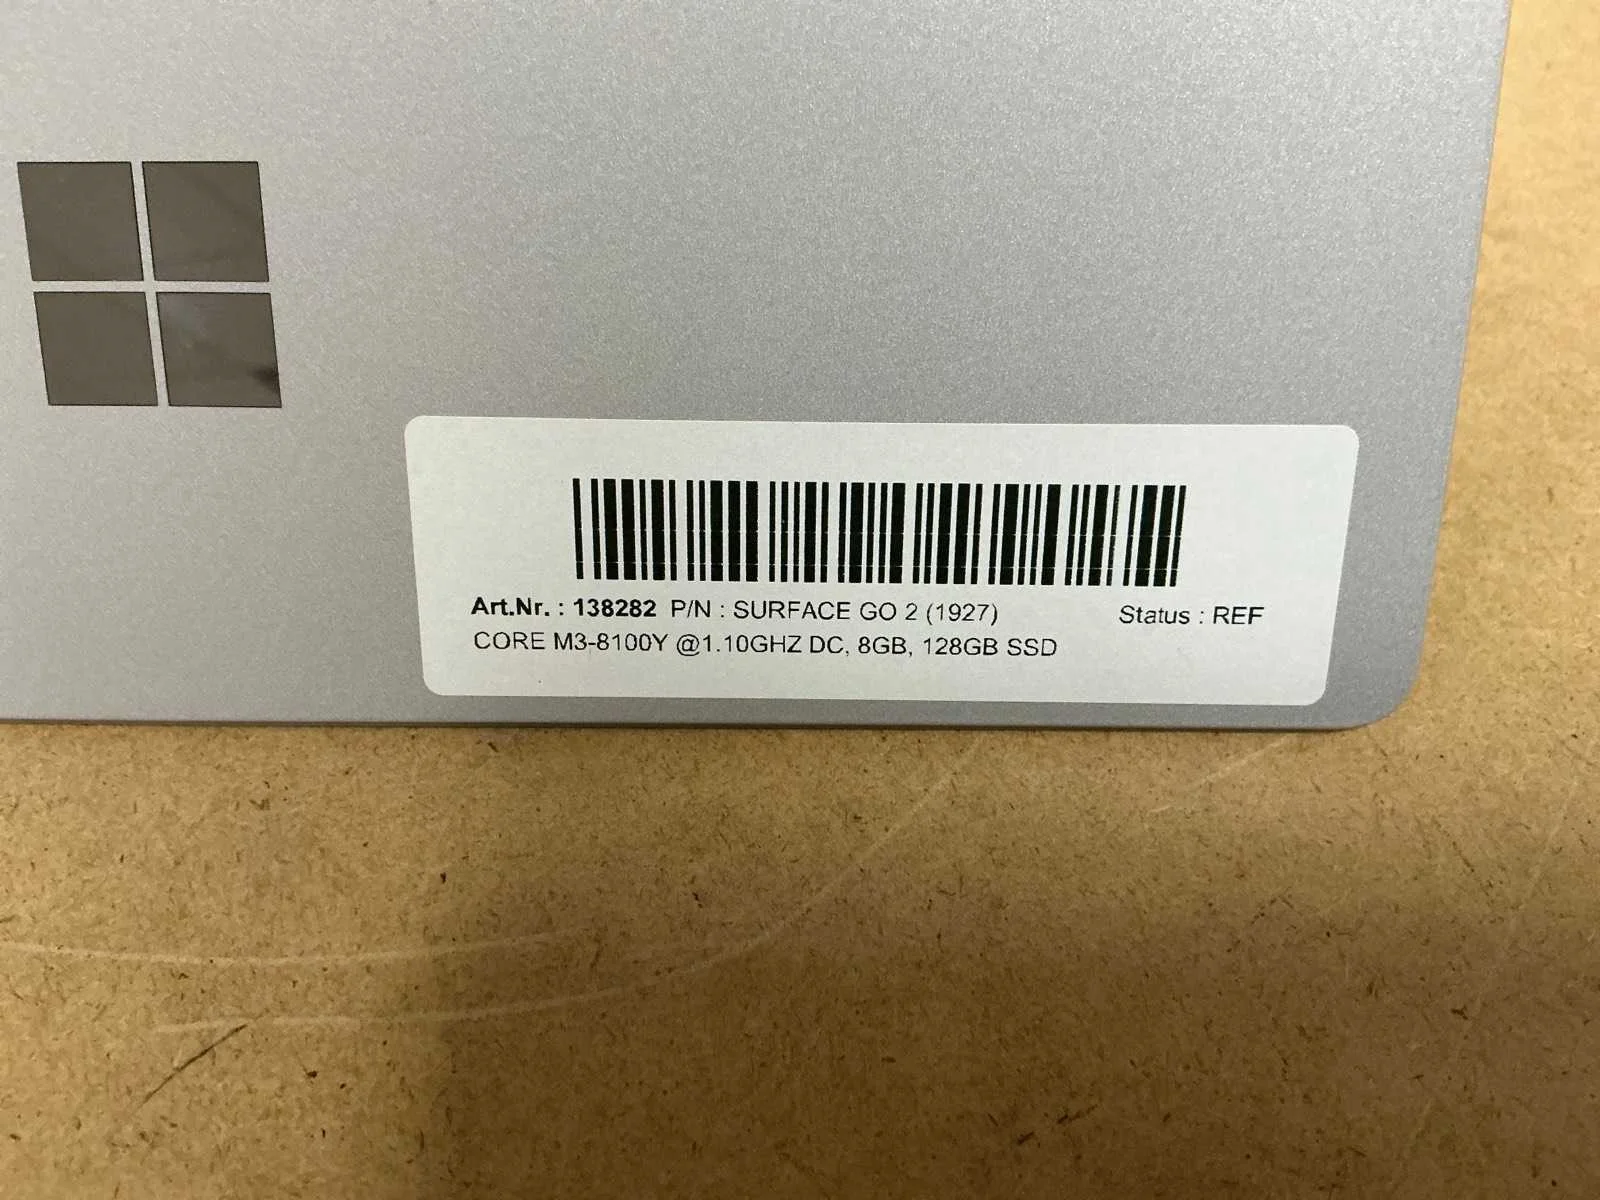 Art.Nr. : 138282 P/N : SURFACE GO 2 (1927) Status : REF
CORE M3-8100Y @1.10GHZ DC, 8GB, 128GB SSD